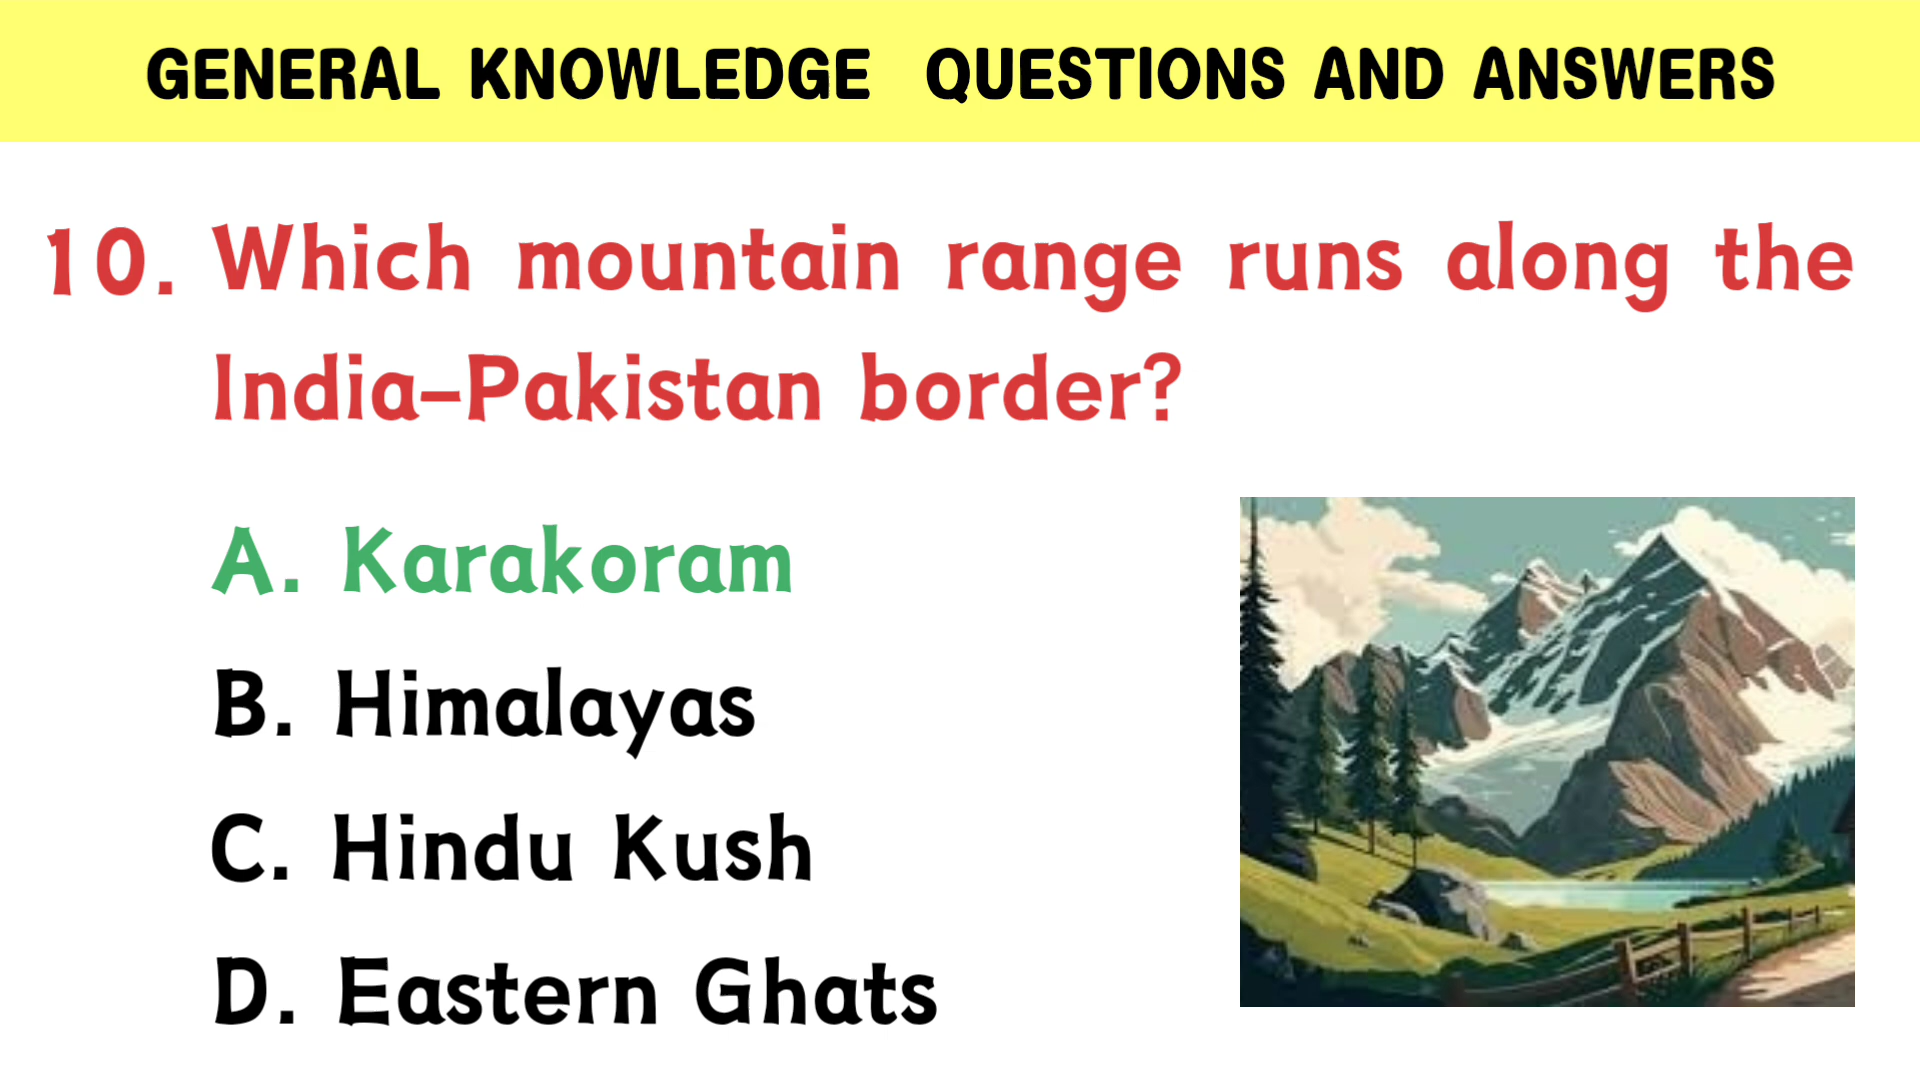 GENERAL KNOWLEDGE QUESTIONS AND ANSWERS
10. Which mountain range runs along the
India–Pakistan border?
A. Karakoram
B. Himalayas
C. Hindu Kush
D. Eastern Ghats